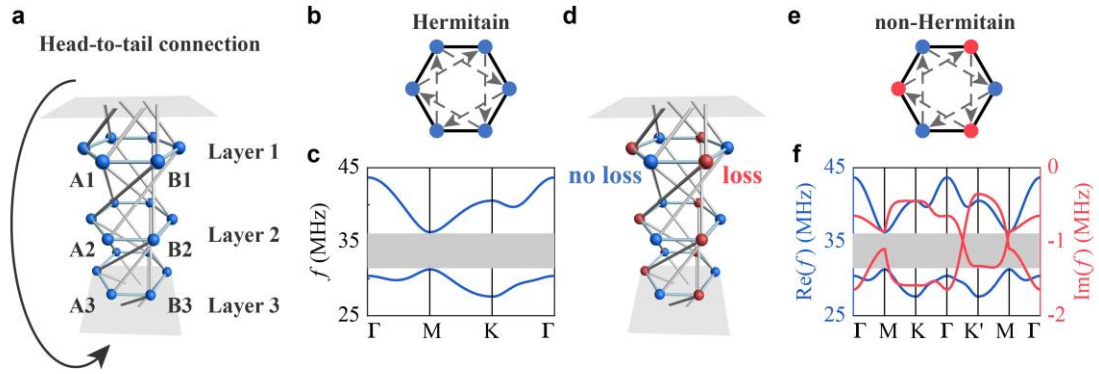 a
Head-to-tail connection
Layer 1
A1
B1
Layer 2
A2
B2
Layer 3
A3
B3
b
Hermitain
c
45
35
25
f (MHz)
Γ M K Γ
d
no loss
loss
e
non-Hermitain
f
45
35
25
Re(f) (MHz)
0
-1
-2
Im(f) (MHz)
Γ M K Γ K' M Γ